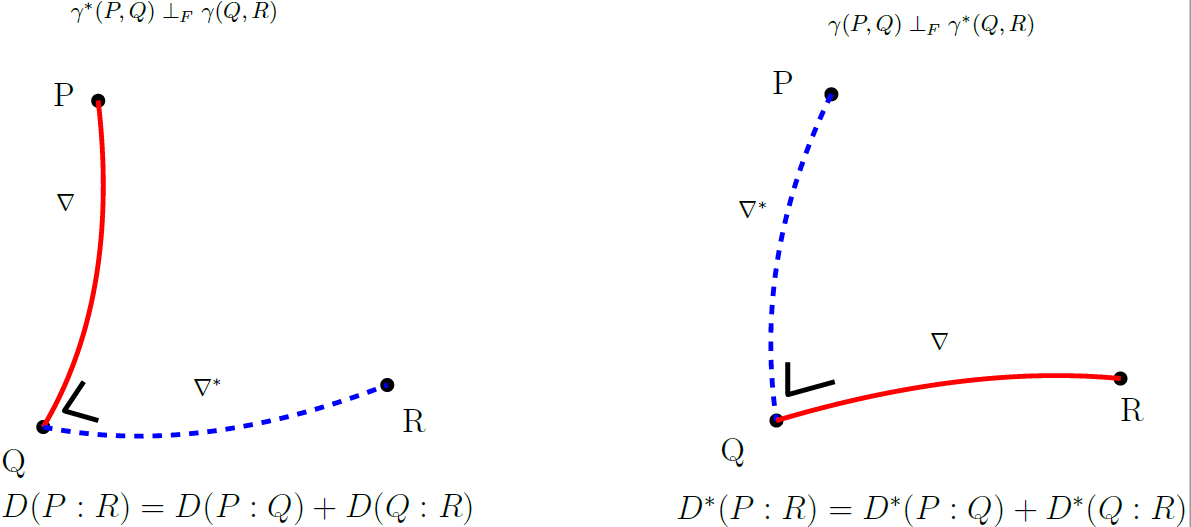 γ*(P, Q) ⊥_F γ(Q, R)
P
∇
∇*
R
Q
D(P : R) = D(P : Q) + D(Q : R)
γ(P, Q) ⊥_F γ*(Q, R)
P
∇*
∇
R
Q
D*(P : R) = D*(P : Q) + D*(Q : R)